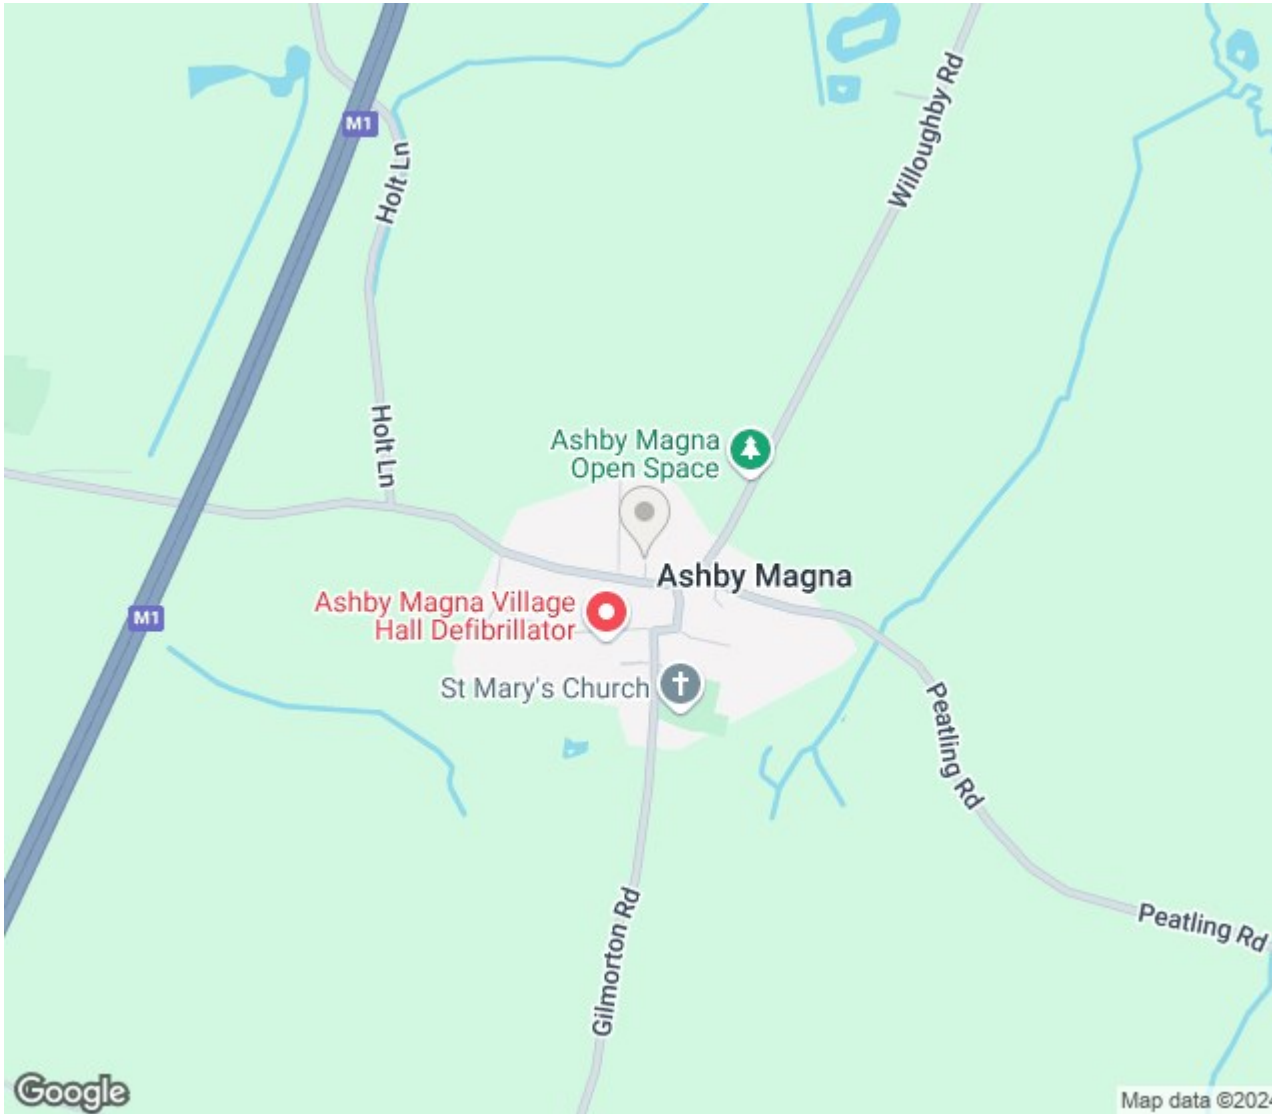 M1
Holt Ln
Willoughby Rd
Holt Ln
Ashby Magna
Open Space
Ashby Magna
Ashby Magna Village
Hall Defibrillator
M1
St Mary's Church
Peatling Rd
Gilmorton Rd
Peatling Rd
Google
Map data ©2024